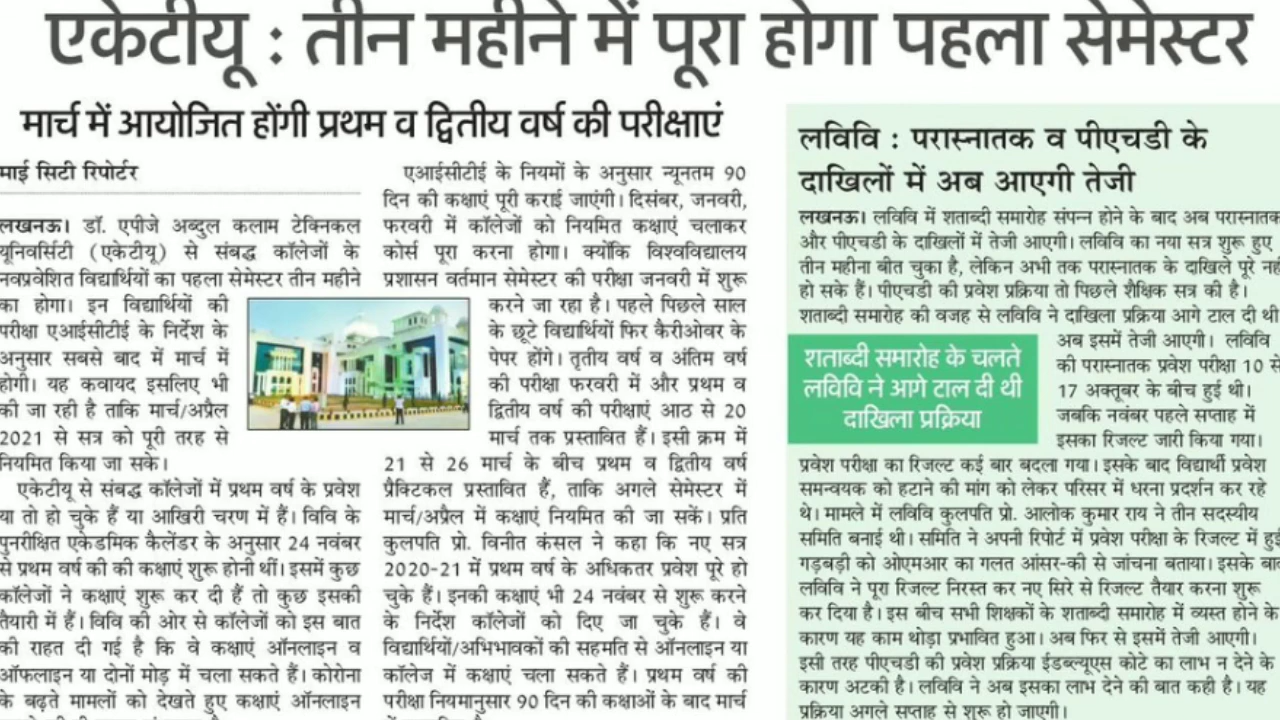 एकेटीयू : तीन महीने में पूरा होगा पहला सेमेस्टर
मार्च में आयोजित होंगी प्रथम व द्वितीय वर्ष की परीक्षाएं
माई सिटी रिपोर्टर
लखनऊ। डॉ. एपीजे अब्दुल कलाम टेक्निकल
यूनिवर्सिटी (एकेटीयू) से संबद्ध कॉलेजों के
नवप्रवेशित विद्यार्थियों का पहला सेमेस्टर तीन महीने
का होगा। इन विद्यार्थियों की
परीक्षा एआईसीटीई के निर्देश के
अनुसार सबसे बाद में मार्च में
होगी। यह कवायद इसलिए भी
की जा रही है ताकि मार्च/अप्रैल
2021 से सत्र को पूरी तरह से
नियमित किया जा सके।
एकेटीयू से संबद्ध कॉलेजों में प्रथम वर्ष के प्रवेश
या तो हो चुके हैं या आखिरी चरण में हैं। विवि के
पुनरीक्षित एकेडमिक कैलेंडर के अनुसार 24 नवंबर
से प्रथम वर्ष की की कक्षाएं शुरू होनी थीं। इसमें कुछ
कॉलेजों ने कक्षाएं शुरू कर दी हैं तो कुछ इसकी
तैयारी में हैं। विवि की ओर से कॉलेजों को इस बात
की राहत दी गई है कि वे कक्षाएं ऑनलाइन व
ऑफलाइन या दोनों मोड़ में चला सकते हैं। कोरोना
के बढ़ते मामलों को देखते हुए कक्षाएं ऑनलाइन
एआईसीटीई के नियमों के अनुसार न्यूनतम 90
दिन की कक्षाएं पूरी कराई जाएंगी। दिसंबर, जनवरी,
फरवरी में कॉलेजों को नियमित कक्षाएं चलाकर
कोर्स पूरा करना होगा। क्योंकि विश्वविद्यालय
प्रशासन वर्तमान सेमेस्टर की परीक्षा जनवरी में शुरू
करने जा रहा है। पहले पिछले साल
के छूटे विद्यार्थियों फिर कैरीओवर के
पेपर होंगे। तृतीय वर्ष व अंतिम वर्ष
की परीक्षा फरवरी में और प्रथम व
द्वितीय वर्ष की परीक्षाएं आठ से 20
मार्च तक प्रस्तावित हैं। इसी क्रम में
21 से 26 मार्च के बीच प्रथम व द्वितीय वर्ष
प्रैक्टिकल प्रस्तावित हैं, ताकि अगले सेमेस्टर में
मार्च/अप्रैल में कक्षाएं नियमित की जा सकें। प्रति
कुलपति प्रो. विनीत कंसल ने कहा कि नए सत्र
2020-21 में प्रथम वर्ष के अधिकतर प्रवेश पूरे हो
चुके हैं। इनकी कक्षाएं भी 24 नवंबर से शुरू करने
के निर्देश कॉलेजों को दिए जा चुके हैं। वे
विद्यार्थियों/अभिभावकों की सहमति से ऑनलाइन या
कॉलेज में कक्षाएं चला सकते हैं। प्रथम वर्ष की
परीक्षा नियमानुसार 90 दिन की कक्षाओं के बाद मार्च
लविवि : परास्नातक व पीएचडी के
दाखिलों में अब आएगी तेजी
लखनऊ। लविवि में शताब्दी समारोह संपन्न होने के बाद अब परास्नातक
और पीएचडी के दाखिलों में तेजी आएगी। लविवि का नया सत्र शुरू हुए
तीन महीना बीत चुका है, लेकिन अभी तक परास्नातक के दाखिले पूरे नहीं
हो सके हैं। पीएचडी की प्रवेश प्रक्रिया तो पिछले शैक्षिक सत्र की है।
शताब्दी समारोह की वजह से लविवि ने दाखिला प्रक्रिया आगे टाल दी थी
शताब्दी समारोह के चलते
लविवि ने आगे टाल दी थी
दाखिला प्रक्रिया
अब इसमें तेजी आएगी। लविवि
की परास्नातक प्रवेश परीक्षा 10 से
17 अक्तूबर के बीच हुई थी।
जबकि नवंबर पहले सप्ताह में
इसका रिजल्ट जारी किया गया।
प्रवेश परीक्षा का रिजल्ट कई बार बदला गया। इसके बाद विद्यार्थी प्रवेश
समन्वयक को हटाने की मांग को लेकर परिसर में धरना प्रदर्शन कर रहे
थे। मामले में लविवि कुलपति प्रो. आलोक कुमार राय ने तीन सदस्यीय
समिति बनाई थी। समिति ने अपनी रिपोर्ट में प्रवेश परीक्षा के रिजल्ट में हुई
गड़बड़ी को ओएमआर का गलत आंसर-की से जांचना बताया। इसके बाद
लविवि ने पूरा रिजल्ट निरस्त कर नए सिरे से रिजल्ट तैयार करना शुरू
कर दिया है। इस बीच सभी शिक्षकों के शताब्दी समारोह में व्यस्त होने के
कारण यह काम थोड़ा प्रभावित हुआ। अब फिर से इसमें तेजी आएगी।
इसी तरह पीएचडी की प्रवेश प्रक्रिया ईडब्ल्यूएस कोटे का लाभ न देने के
कारण अटकी है। लविवि ने अब इसका लाभ देने की बात कही है। यह
प्रक्रिया अगले सप्ताह से शुरू हो जाएगी।